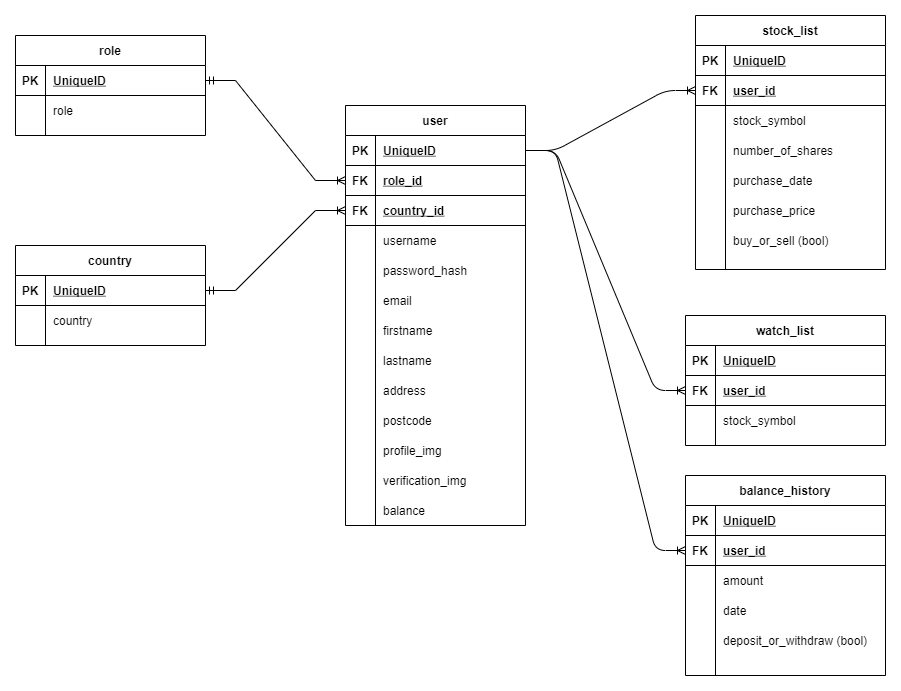 role
PK UniqueID
role
country
PK UniqueID
country
user
PK UniqueID
FK role_id
FK country_id
username
password_hash
email
firstname
lastname
address
postcode
profile_img
verification_img
balance
stock_list
PK UniqueID
FK user_id
stock_symbol
number_of_shares
purchase_date
purchase_price
buy_or_sell (bool)
watch_list
PK UniqueID
FK user_id
stock_symbol
balance_history
PK UniqueID
FK user_id
amount
date
deposit_or_withdraw (bool)